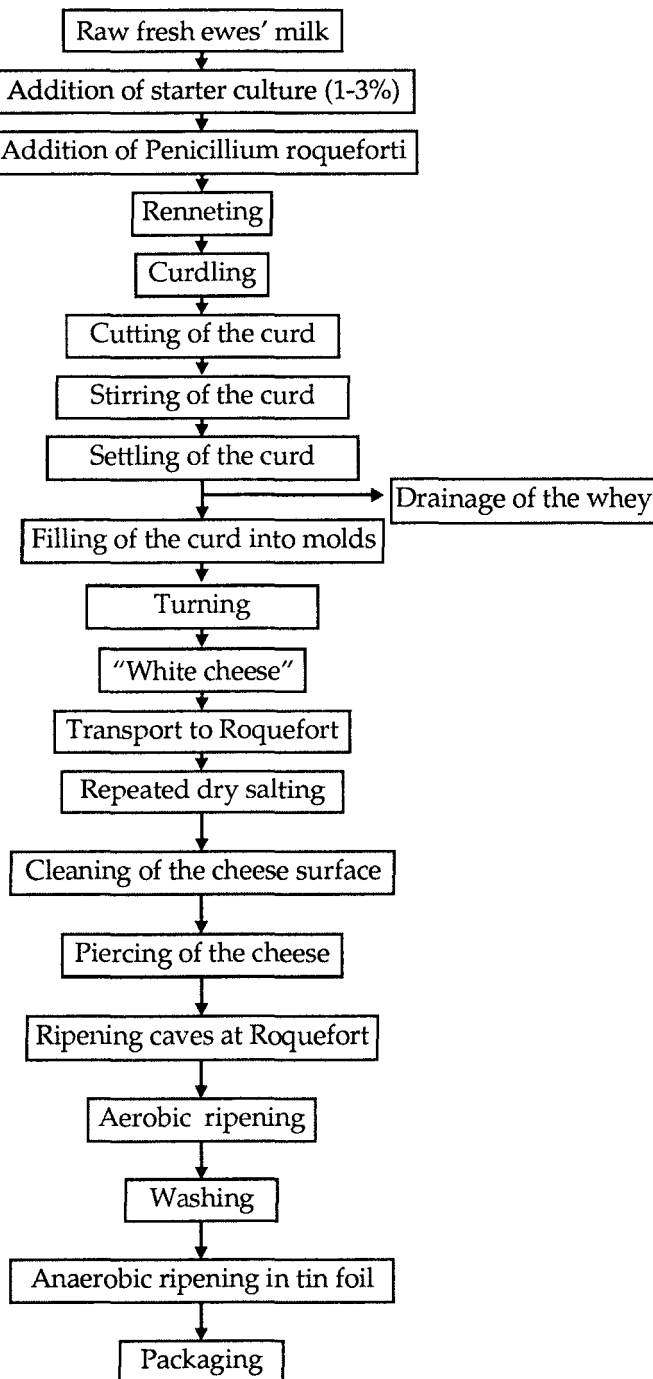 Raw fresh ewes’ milk
Addition of starter culture (1-3%)
Addition of Penicillium roqueforti
Renneting
Curdling
Cutting of the curd
Stirring of the curd
Settling of the curd
Drainage of the whey
Filling of the curd into molds
Turning
“White cheese”
Transport to Roquefort
Repeated dry salting
Cleaning of the cheese surface
Piercing of the cheese
Ripening caves at Roquefort
Aerobic ripening
Washing
Anaerobic ripening in tin foil
Packaging